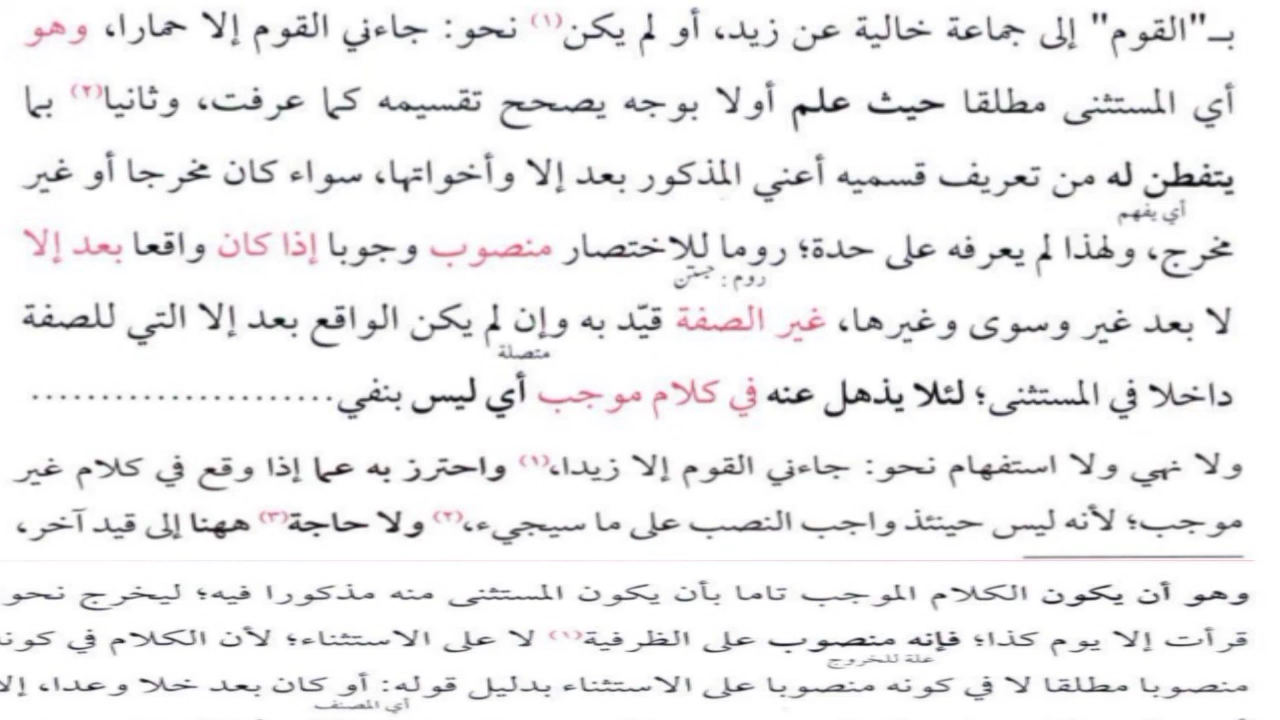 بـ"القوم" إلى جماعة خالية عن زيد، أو لم يكن(١) نحو: جاءني القوم إلا حمارا، وهو
أي المستثنى مطلقا حيث علم أولا بوجه يصحح تقسيمه كما عرفت، وثانيا(٢) بما
يتفطن له من تعريف قسميه أعني المذكور بعد إلا وأخواتها، سواء كان مخرجا أو غير
أي يفهم
مخرج، ولهذا لم يعرفه على حدة؛ روما للاختصار منصوب وجوبا إذا كان واقعا بعد إلا
روم: جستن
لا بعد غير وسوى وغيرها، غير الصفة قيّد به وإن لم يكن الواقع بعد إلا التي للصفة
متصلة
داخلا في المستثنى؛ لئلا يذهل عنه في كلام موجب أي ليس بنفي.....................
ولا نهي ولا استفهام نحو: جاءني القوم إلا زيدا،(١) واحترز به عما إذا وقع في كلام غير
موجب؛ لأنه ليس حينئذ واجب النصب على ما سيجيء،(٢) ولا حاجة(٣) ههنا إلى قيد آخر،
وهو أن يكون الكلام الموجب تاما بأن يكون المستثنى منه مذكورا فيه؛ ليخرج نحو
قرأت إلا يوم كذا؛ فإنه منصوب على الظرفية(١) لا على الاستثناء؛ لأن الكلام في كونه
علة للخروج
منصوبا مطلقا لا في كونه منصوبا على الاستثناء بدليل قوله: أو كان بعد خلا وعدا، إلا
أي المصنف